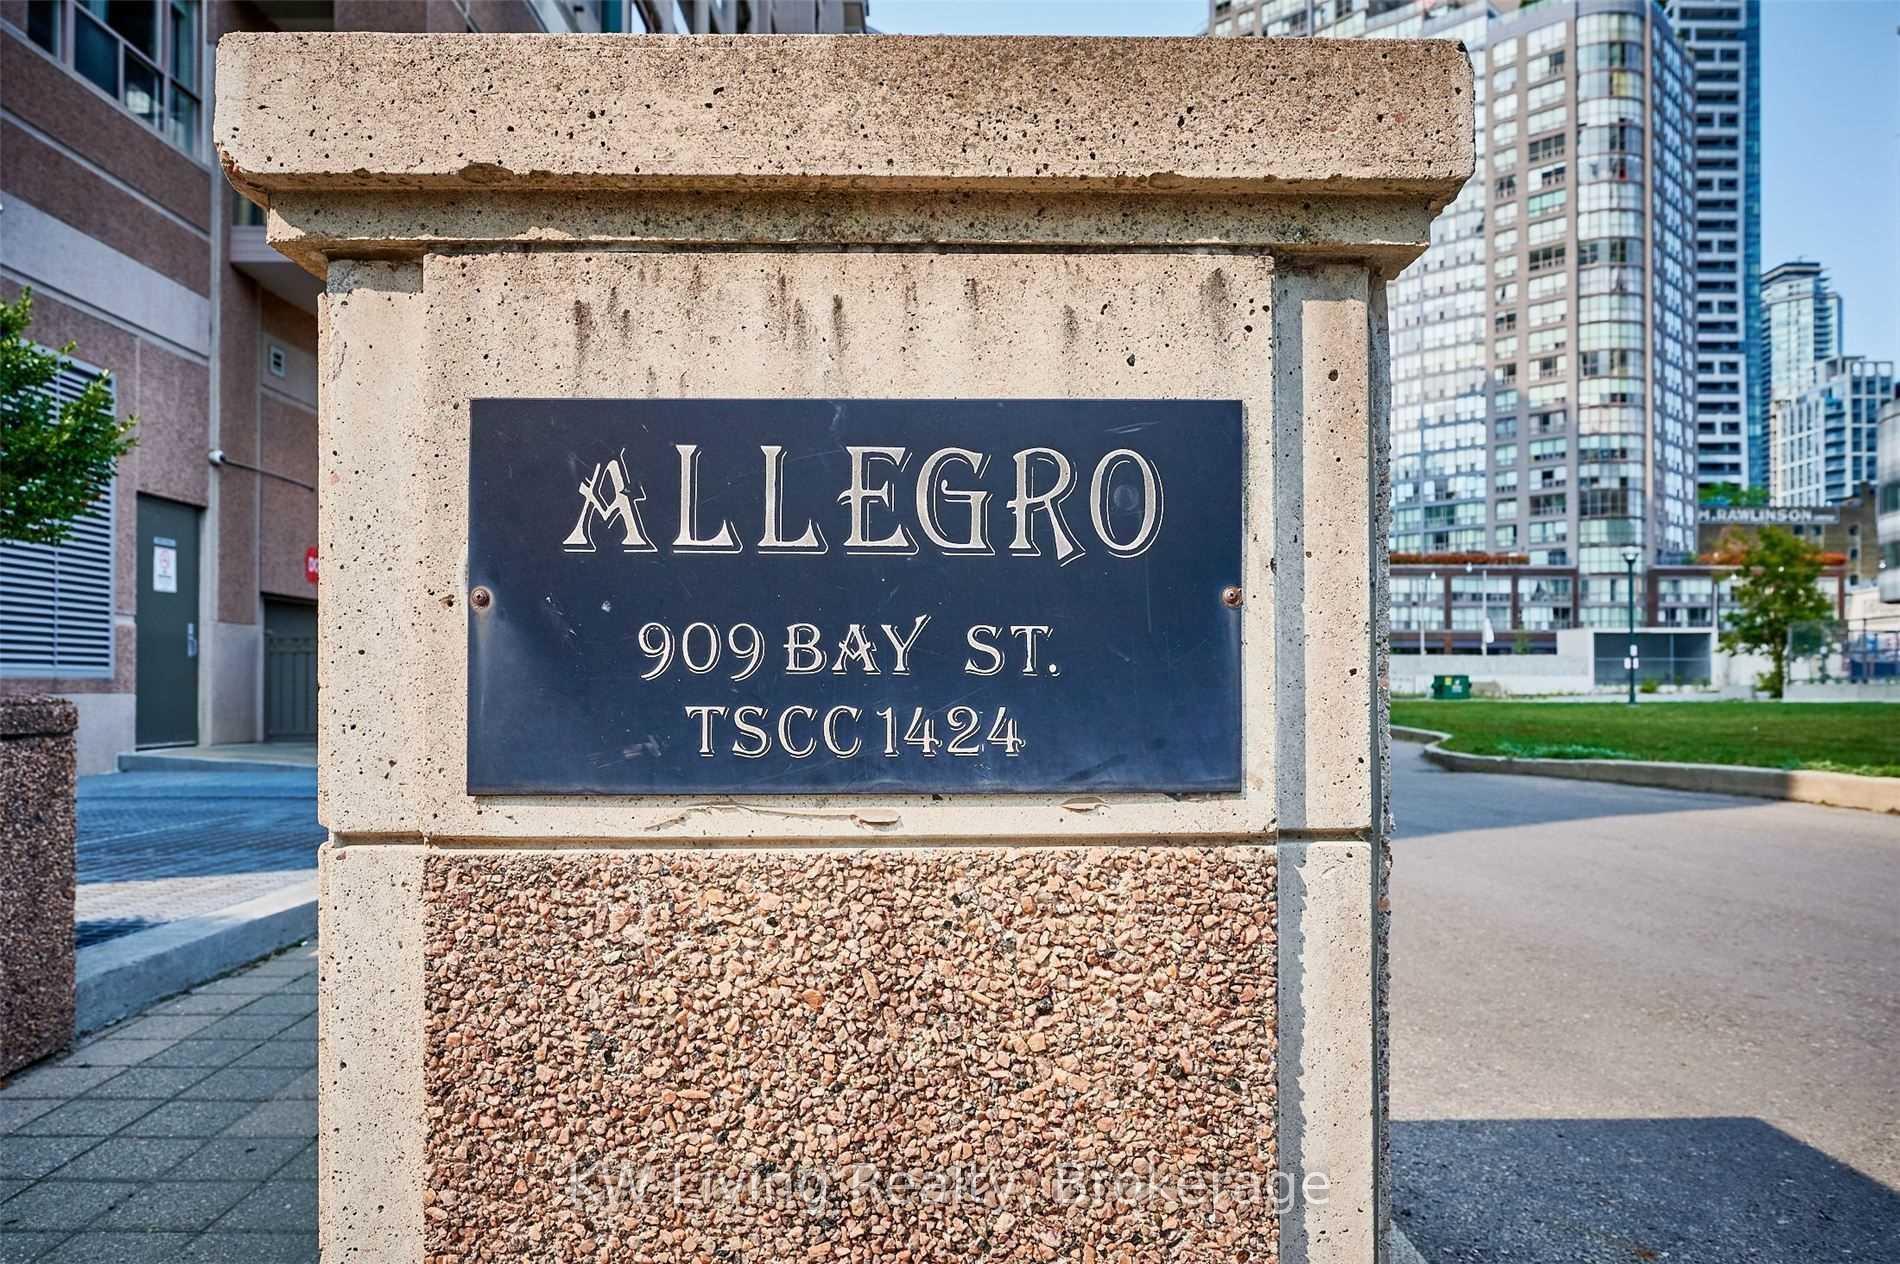 ALLEGRO
909 BAY ST.
TSCC 1424
M. RAWLINSON
KW Living Realty, Brokerage